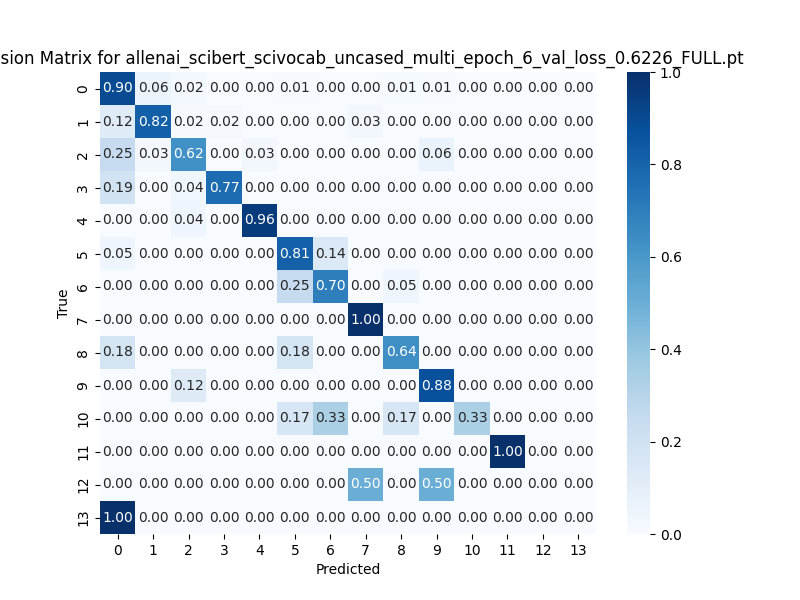 sion Matrix for allenai_scibert_scivocab_uncased_multi_epoch_6_val_loss_0.6226_FULL.pt
0 0.90 0.06 0.02 0.00 0.00 0.01 0.00 0.00 0.01 0.01 0.00 0.00 0.00 0.00
1 0.12 0.82 0.02 0.02 0.00 0.00 0.00 0.03 0.00 0.00 0.00 0.00 0.00 0.00
2 0.25 0.03 0.62 0.00 0.03 0.00 0.00 0.00 0.00 0.06 0.00 0.00 0.00 0.00
3 0.19 0.00 0.04 0.77 0.00 0.00 0.00 0.00 0.00 0.00 0.00 0.00 0.00 0.00
4 0.00 0.00 0.04 0.00 0.96 0.00 0.00 0.00 0.00 0.00 0.00 0.00 0.00 0.00
5 0.05 0.00 0.00 0.00 0.00 0.81 0.14 0.00 0.00 0.00 0.00 0.00 0.00 0.00
6 0.00 0.00 0.00 0.00 0.00 0.25 0.70 0.00 0.05 0.00 0.00 0.00 0.00 0.00
7 0.00 0.00 0.00 0.00 0.00 0.00 0.00 1.00 0.00 0.00 0.00 0.00 0.00 0.00
8 0.18 0.00 0.00 0.00 0.00 0.18 0.00 0.00 0.64 0.00 0.00 0.00 0.00 0.00
9 0.00 0.00 0.12 0.00 0.00 0.00 0.00 0.00 0.00 0.88 0.00 0.00 0.00 0.00
10 0.00 0.00 0.00 0.00 0.00 0.17 0.33 0.00 0.17 0.00 0.33 0.00 0.00 0.00
11 0.00 0.00 0.00 0.00 0.00 0.00 0.00 0.00 0.00 0.00 0.00 1.00 0.00 0.00
12 0.00 0.00 0.00 0.00 0.00 0.00 0.00 0.50 0.00 0.50 0.00 0.00 0.00 0.00
13 1.00 0.00 0.00 0.00 0.00 0.00 0.00 0.00 0.00 0.00 0.00 0.00 0.00 0.00
0 1 2 3 4 5 6 7 8 9 10 11 12 13
Predicted
True
1.0
0.8
0.6
0.4
0.2
0.0